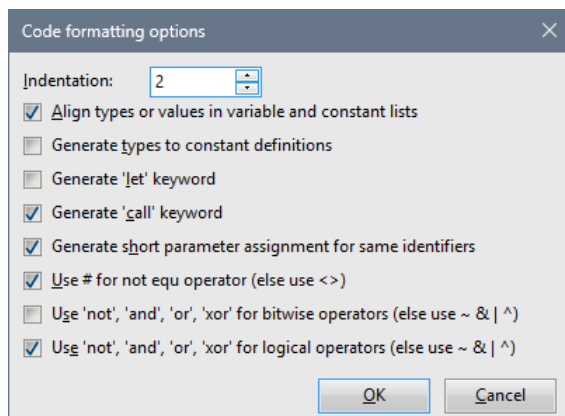 Code formatting options
Indentation: 2
Align types or values in variable and constant lists
Generate types to constant definitions
Generate 'let' keyword
Generate 'call' keyword
Generate short parameter assignment for same identifiers
Use # for not equ operator (else use <>)
Use 'not', 'and', 'or', 'xor' for bitwise operators (else use ~ & | ^)
Use 'not', 'and', 'or', 'xor' for logical operators (else use ~ & | ^)
OK Cancel